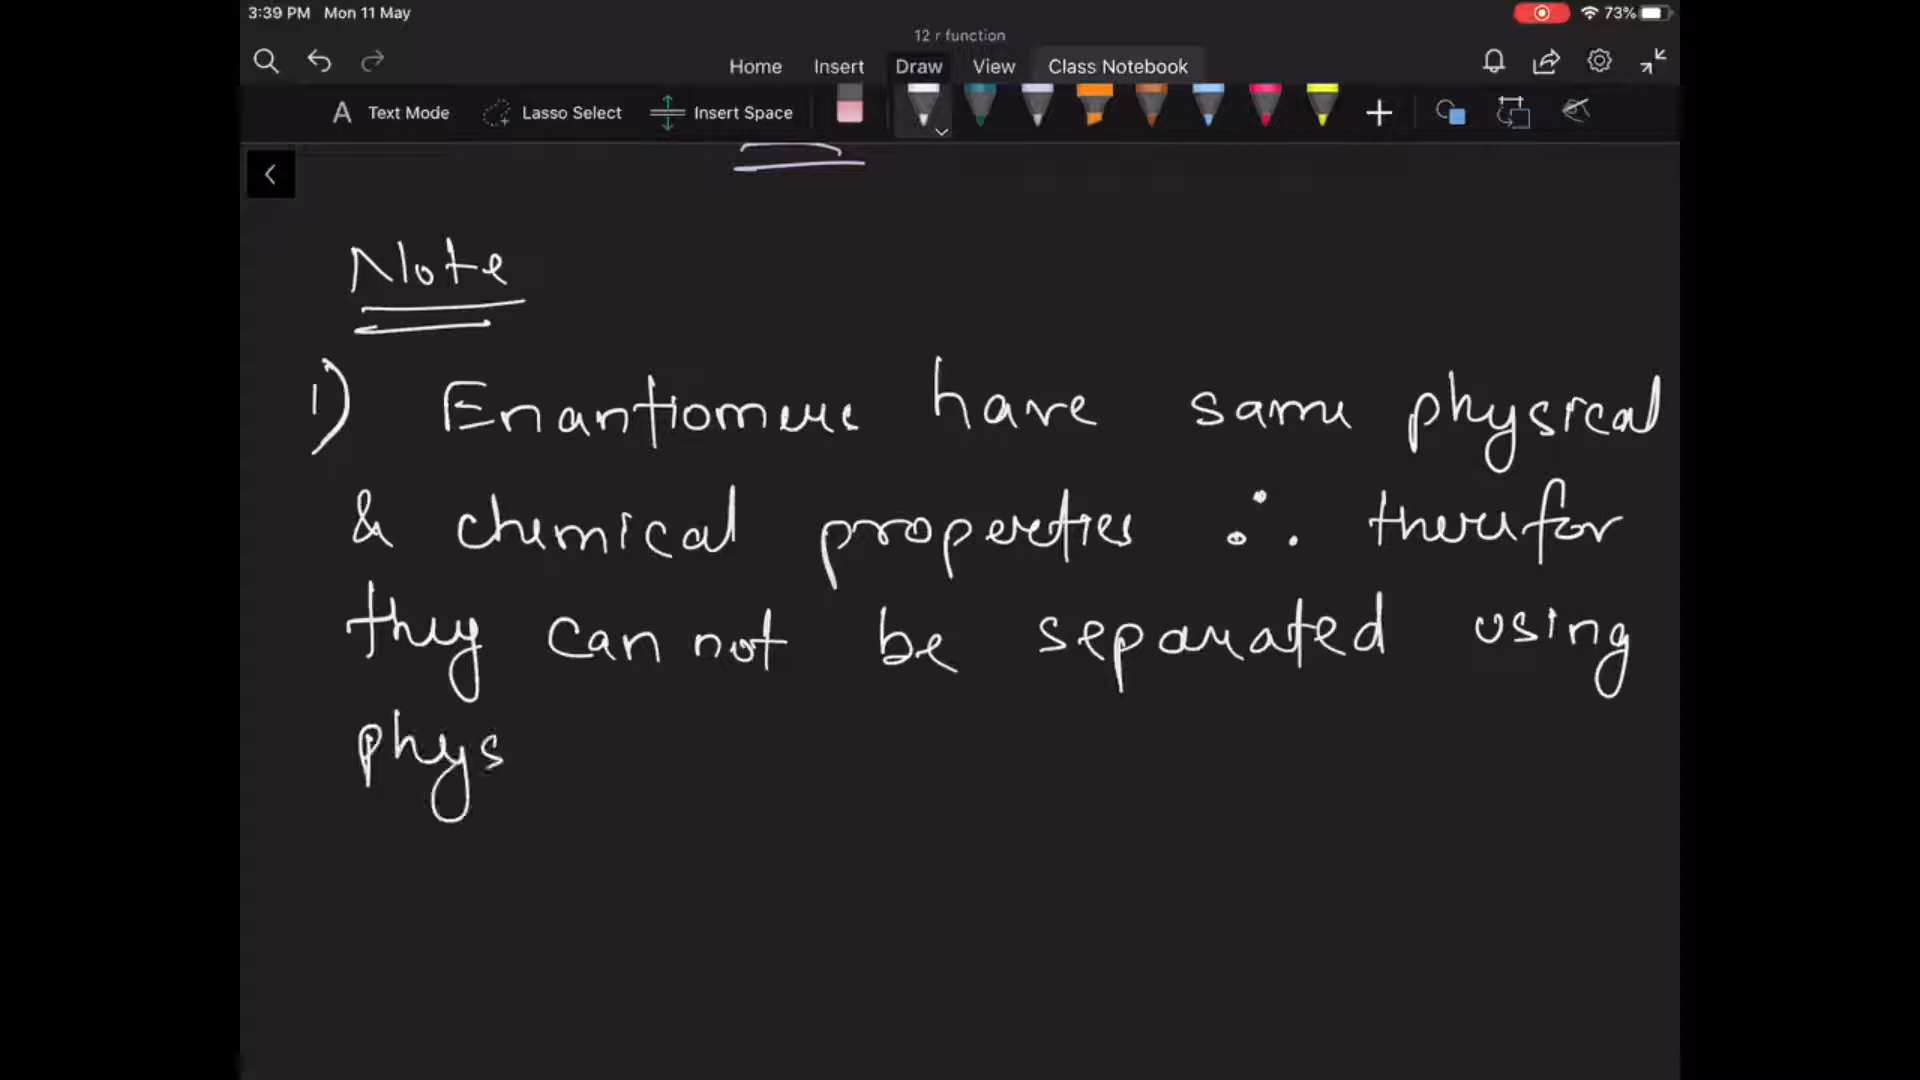 3:39 PM Mon 11 May
73%
12 r function
Home Insert Draw View Class Notebook
A Text Mode Lasso Select Insert Space
Note
1) Enantiomers have same physical
& chemical properties ∴ therefor
they can not be separated using
phys